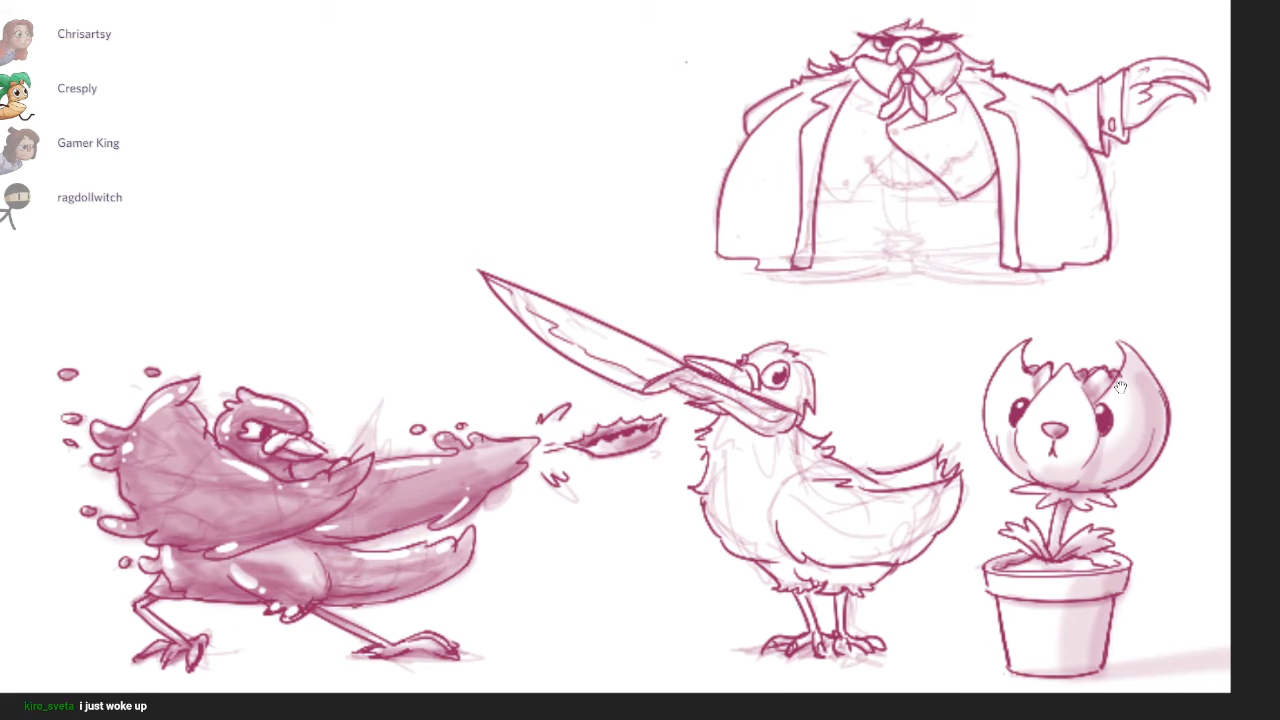 Chrisartsy
Cresply
Gamer King
ragdollwitch
kiro_sveta i just woke up